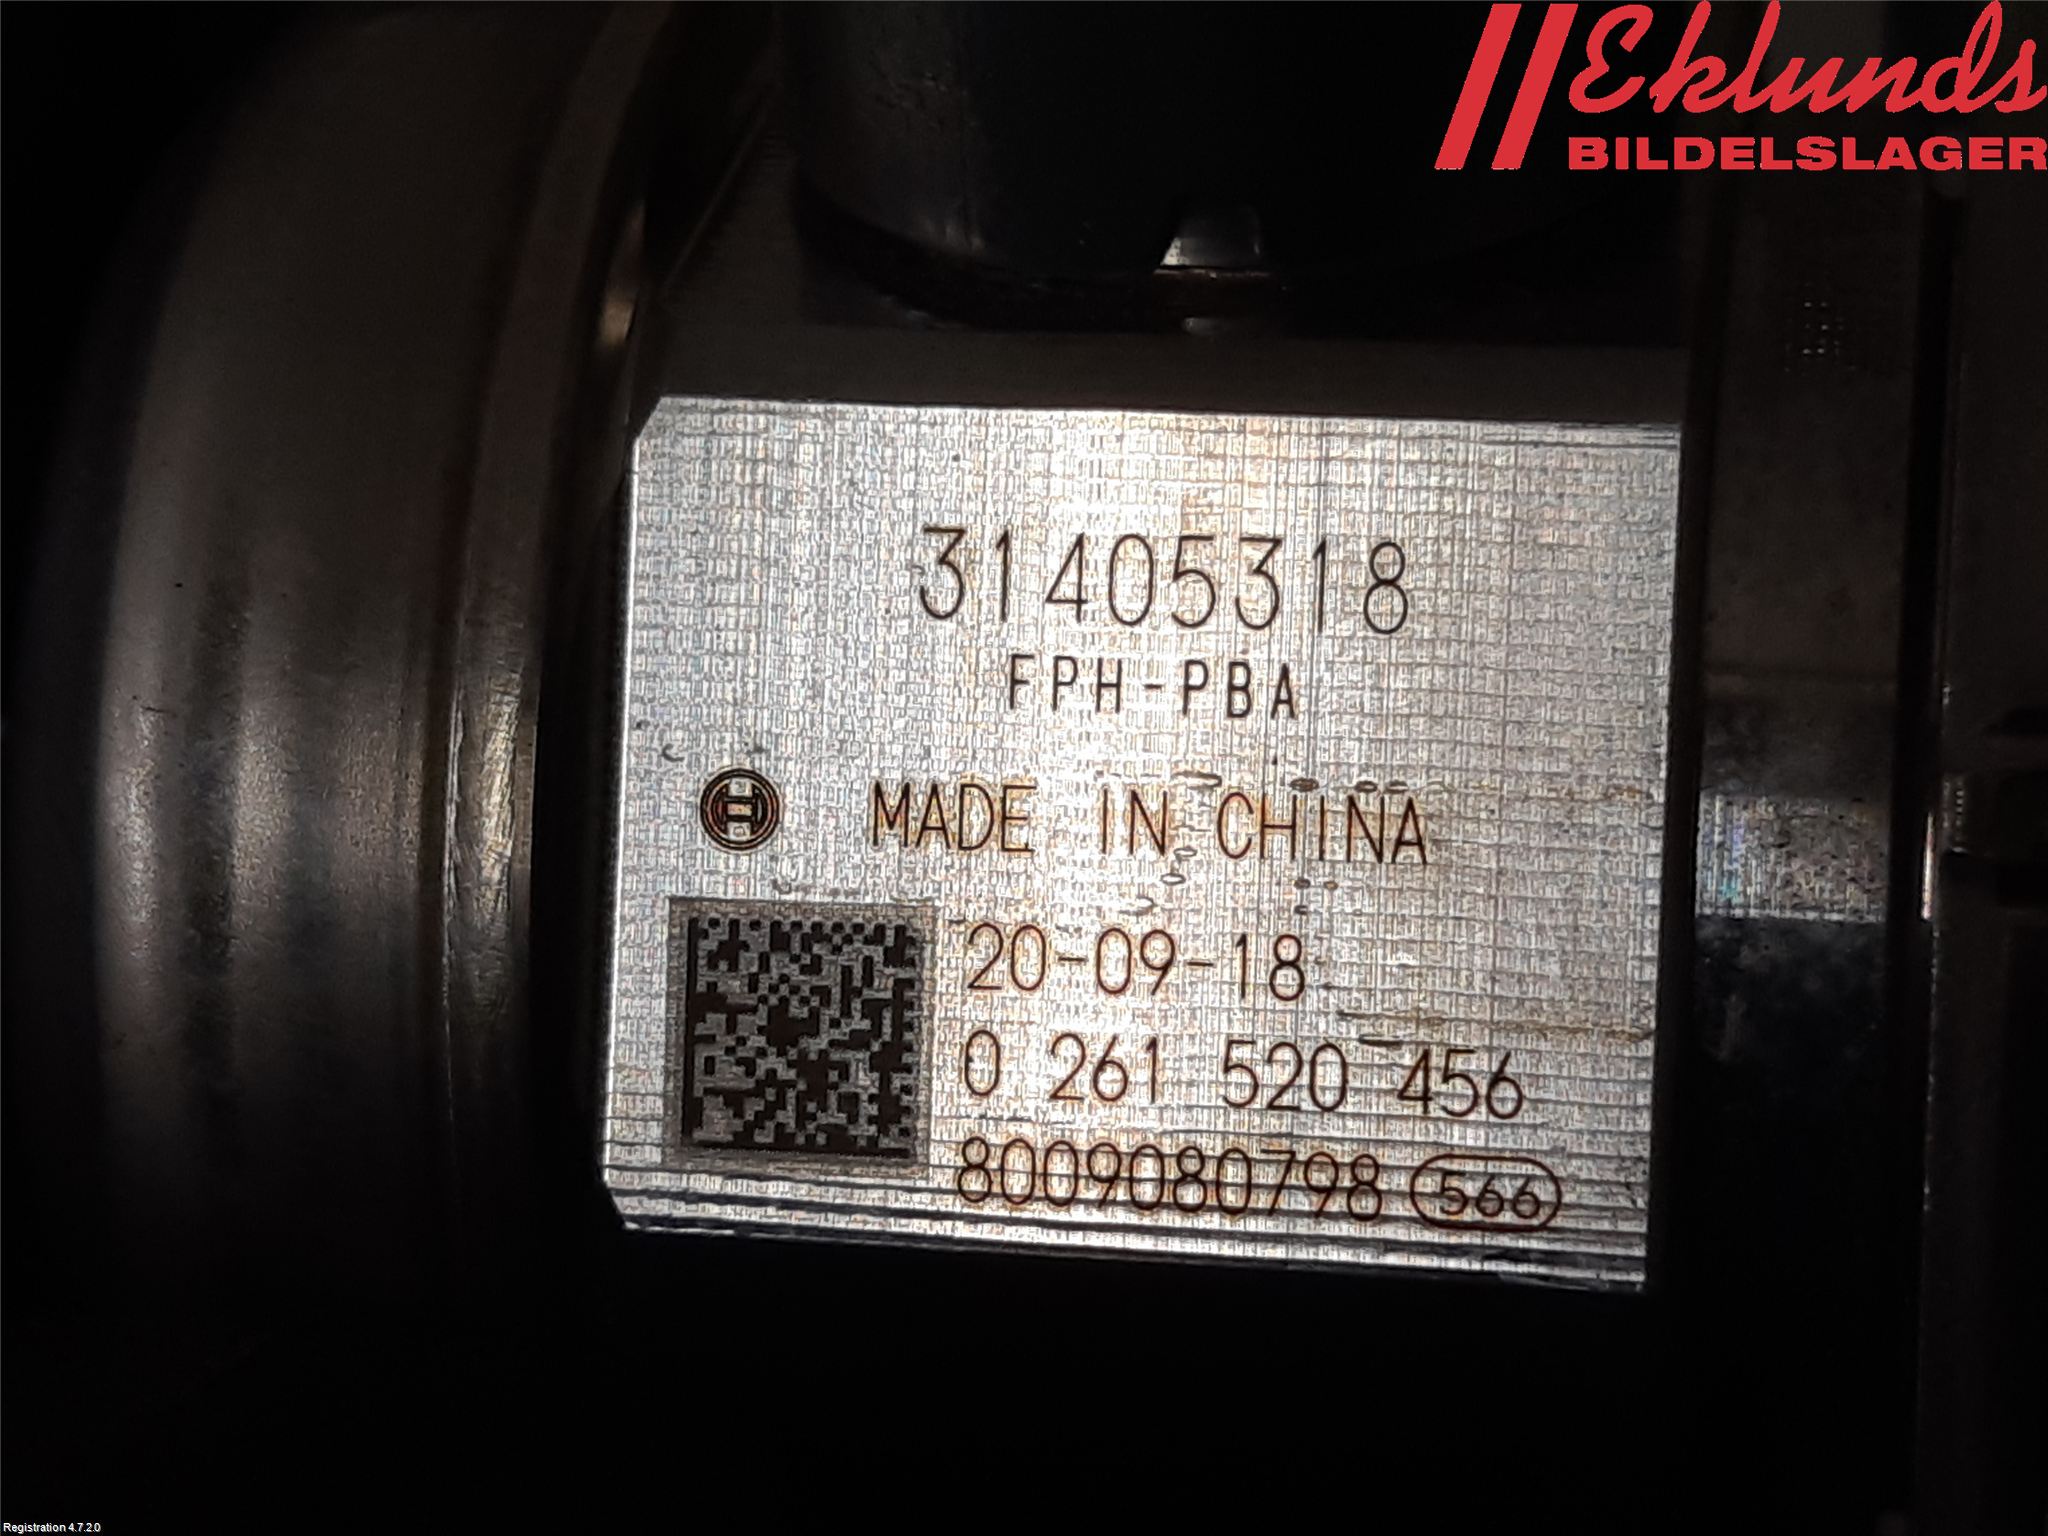 Eklunds
BILDELSLAGER
31405318
FPH-PBA
MADE IN CHINA
20-09-18
0 261 520 456
8009080798 566
Registration 4.7.2.0